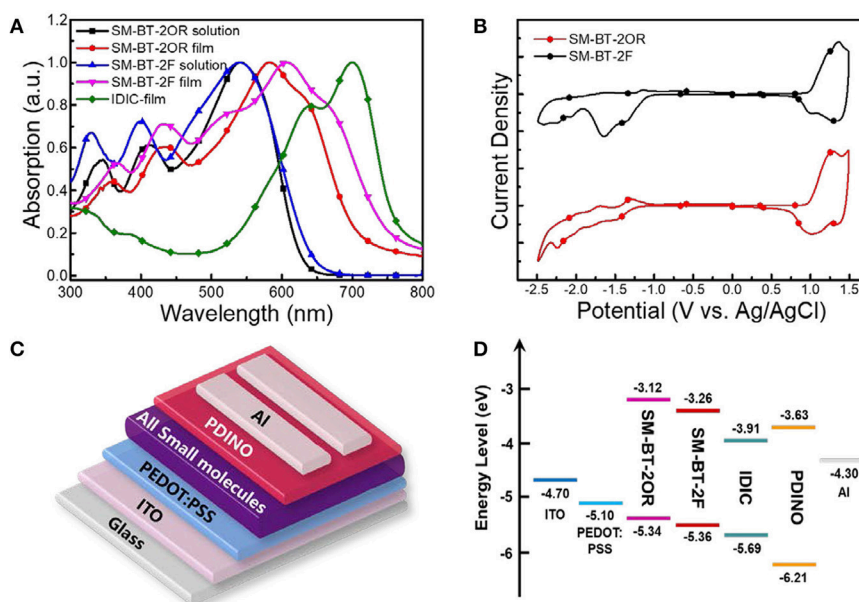 A
SM-BT-2OR solution
SM-BT-2OR film
SM-BT-2F solution
SM-BT-2F film
IDIC-film
Absorption (a.u.)
1.2
1.0
0.8
0.6
0.4
0.2
0.0
300 400 500 600 700 800
Wavelength (nm)
B
SM-BT-2OR
SM-BT-2F
Current Density
-2.5 -2.0 -1.5 -1.0 -0.5 0.0 0.5 1.0 1.5
Potential (V vs. Ag/AgCl)
C
Al
PDINO
All Small molecules
PEDOT:PSS
ITO
Glass
D
Energy Level (eV)
-3
-4
-5
-6
-4.70
ITO
-5.10
PEDOT:
PSS
-3.12
SM-BT-2OR
-5.34
-3.26
SM-BT-2F
-5.36
-3.91
IDIC
-5.69
-3.63
PDINO
-6.21
-4.30
Al